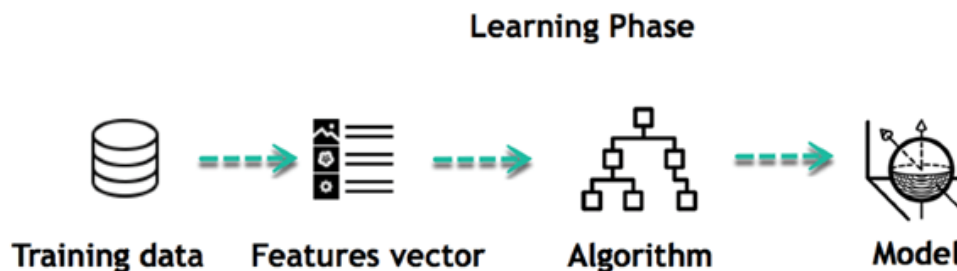 Learning Phase
Training data
Features vector
Algorithm
Model